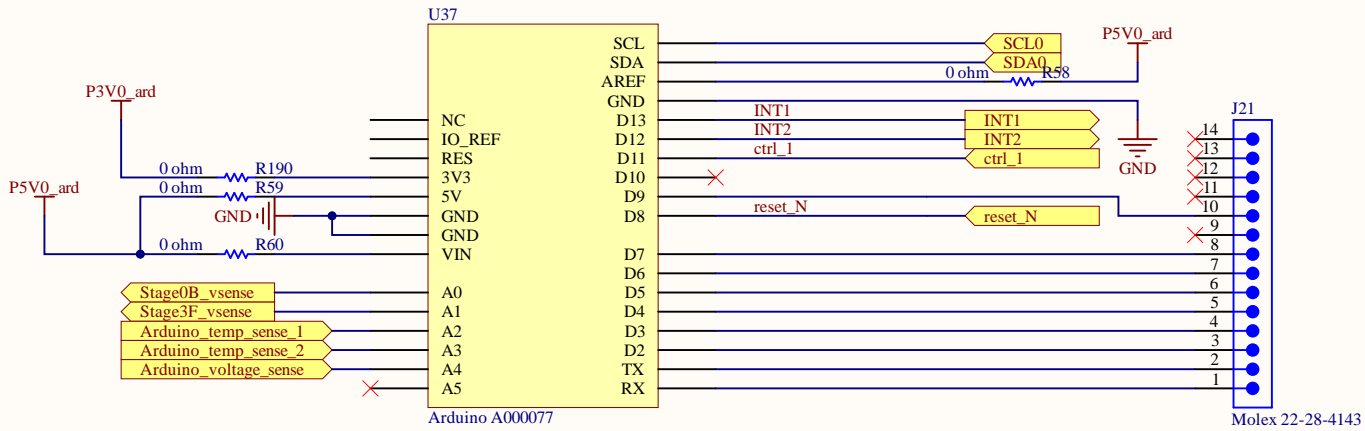 U37
SCL
SDA
AREF
GND
D13
D12
D11
D10
D9
D8
D7
D6
D5
D4
D3
D2
TX
RX
NC
IO_REF
RES
3V3
5V
GND
GND
VIN
A0
A1
A2
A3
A4
A5
Arduino A000077
P3V0_ard
0 ohm R190
P5V0_ard
0 ohm R59
GND
0 ohm R60
Stage0B_vsense
Stage3F_vsense
Arduino_temp_sense_1
Arduino_temp_sense_2
Arduino_voltage_sense
SCL0
SDA0
P5V0_ard
0 ohm R58
INT1
INT1
INT2
INT2
ctrl_1
ctrl_1
reset_N
reset_N
GND
J21
14
13
12
11
10
9
8
7
6
5
4
3
2
1
Molex 22-28-4143